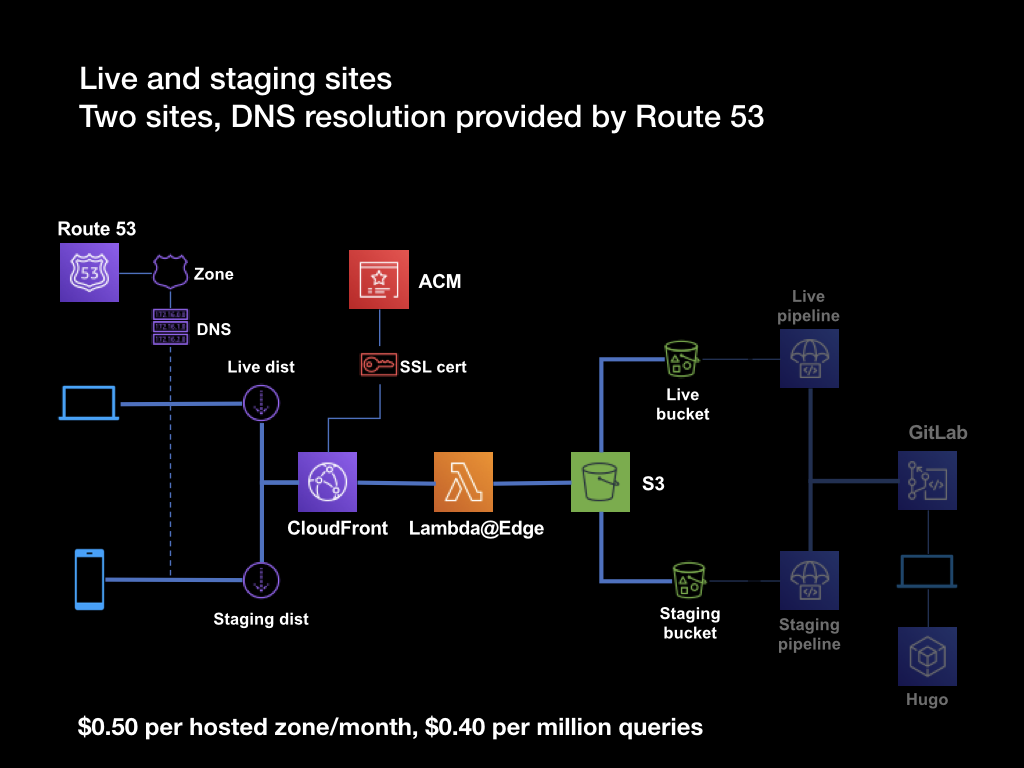 Live and staging sites
Two sites, DNS resolution provided by Route 53
Route 53
53
Zone
ACM
172.16.0.0
172.16.1.0
172.16.2.0
DNS
Live dist
SSL cert
Live
pipeline
Live
bucket
GitLab
S3
CloudFront
Lambda@Edge
Staging dist
Staging
bucket
Staging
pipeline
Hugo
$0.50 per hosted zone/month, $0.40 per million queries